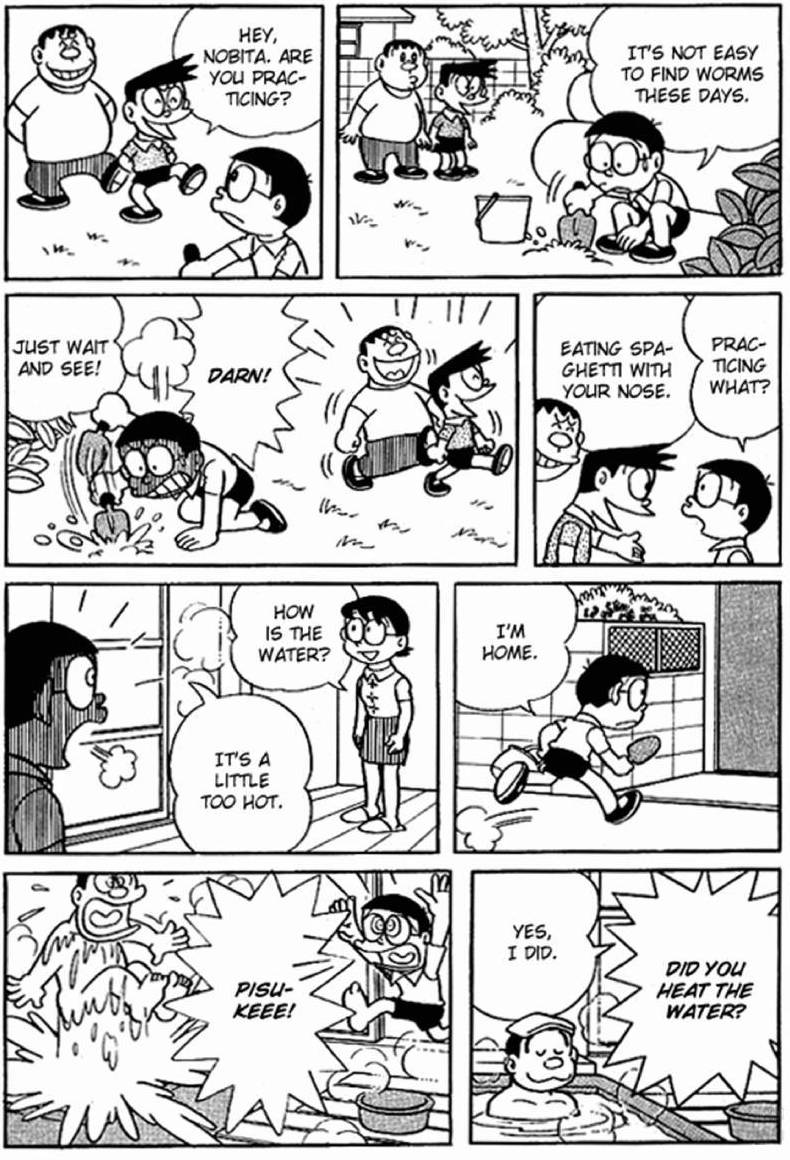 IT'S NOT EASY
TO FIND WORMS
THESE DAYS.
HEY,
NOBITA. ARE
YOU PRAC-
TICING?
PRAC-
TICING
WHAT?
EATING SPA-
GHETTI WITH
YOUR NOSE.
DARN!
JUST WAIT
AND SEE!
I'M
HOME.
HOW
IS THE
WATER?
IT'S A
LITTLE
TOO HOT.
DID YOU
HEAT THE
WATER?
YES,
I DID.
PISU-
KEEE!